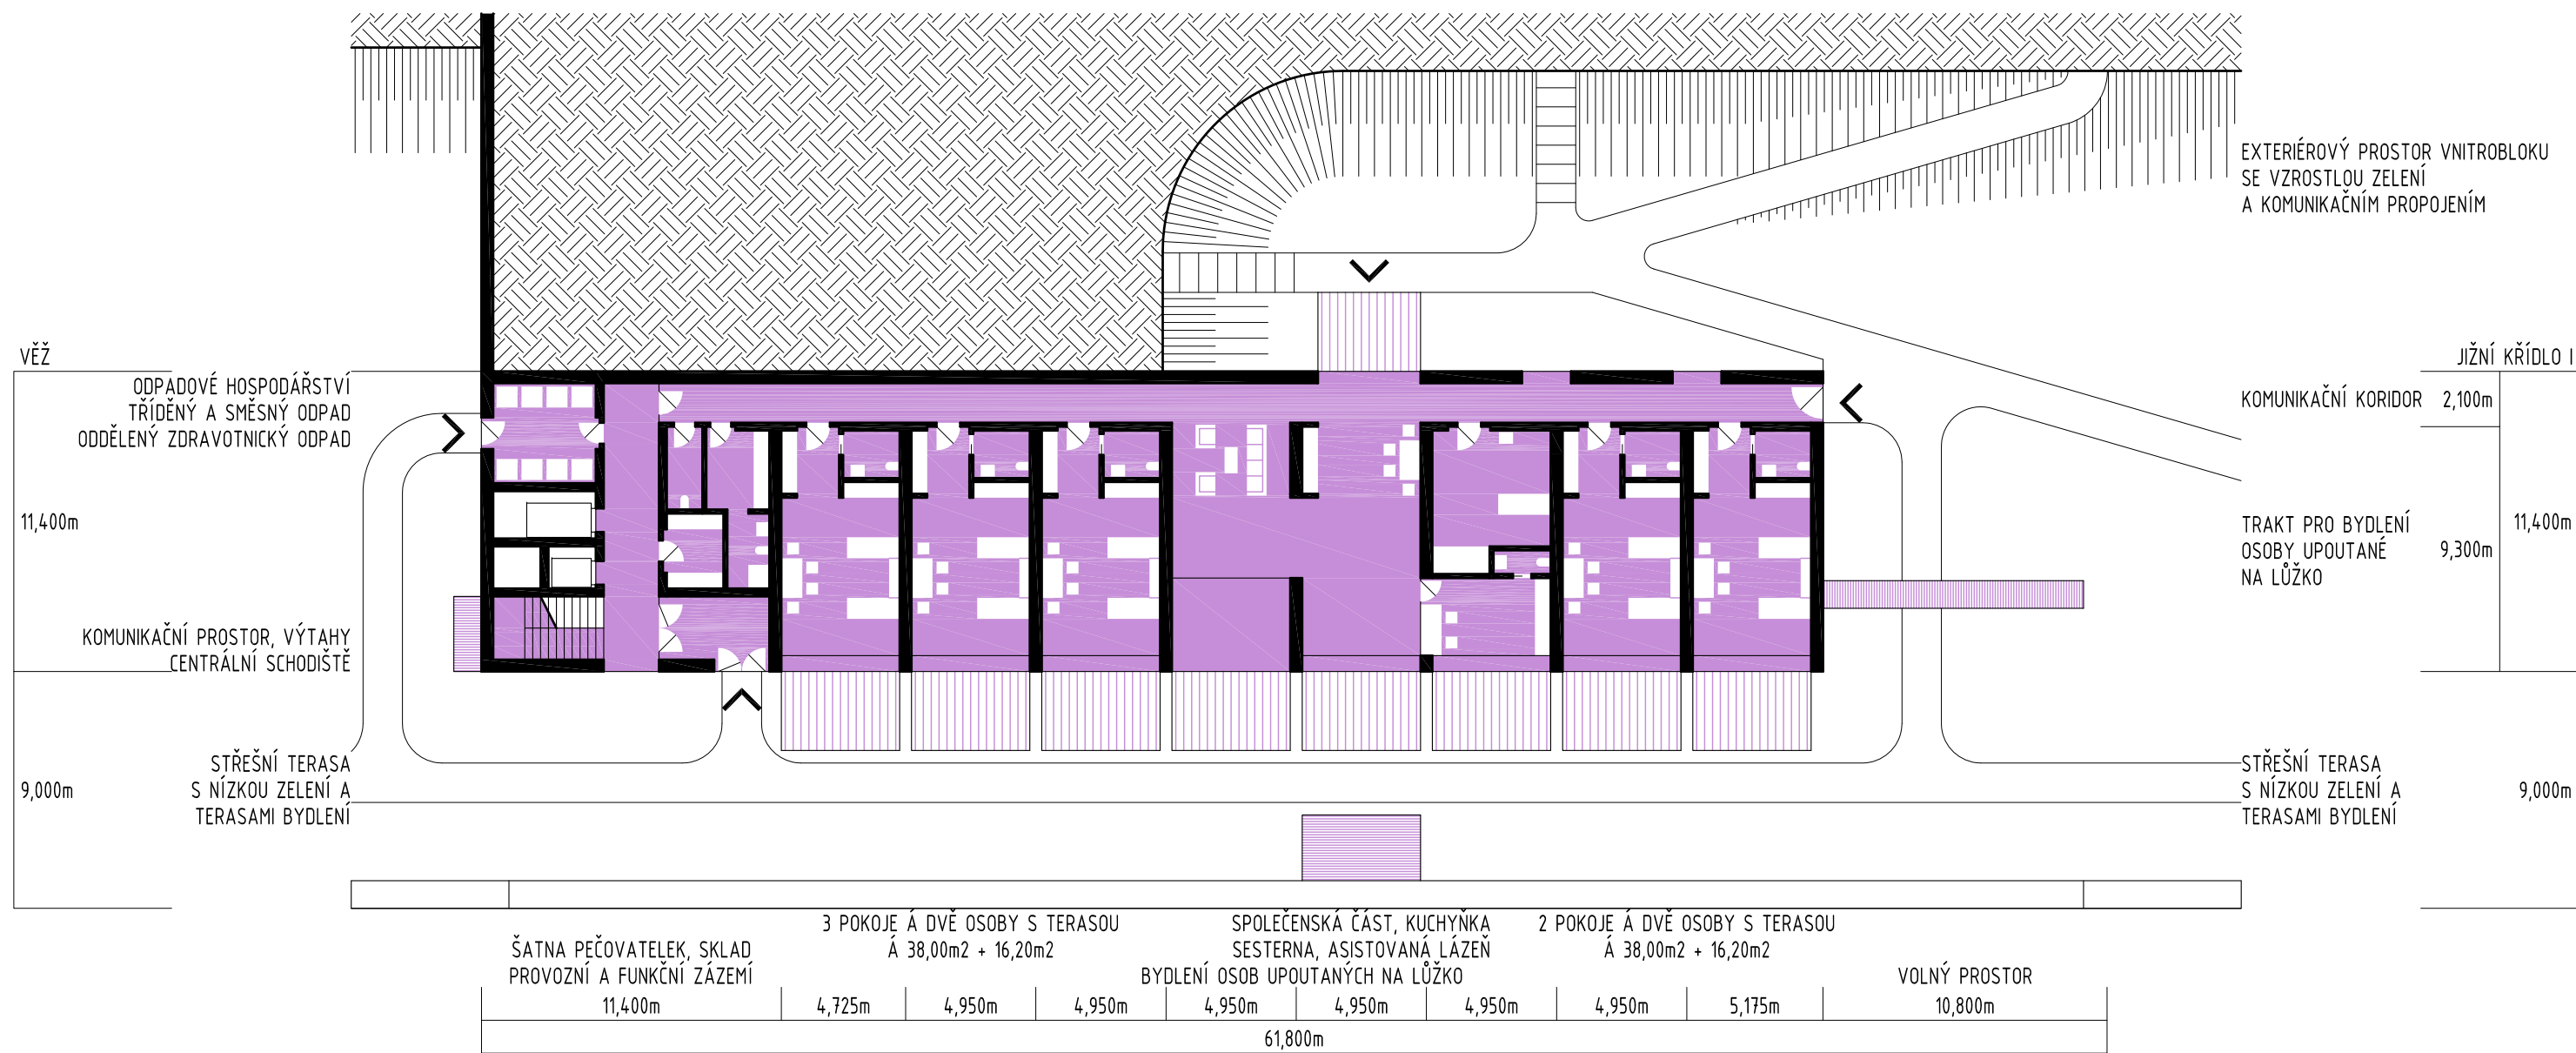 EXTERIÉROVÝ PROSTOR VNITROBLOKU
SE VZROSTLOU ZELENÍ
A KOMUNIKAČNÍM PROPOJENÍM
VĚŽ
ODPADOVÉ HOSPODÁŘSTVÍ
TŘÍDĚNÝ A SMĚSNÝ ODPAD
ODDĚLENÝ ZDRAVOTNICKÝ ODPAD
11,400m
KOMUNIKAČNÍ PROSTOR, VÝTAHY
CENTRÁLNÍ SCHODIŠTĚ
STŘEŠNÍ TERASA
S NÍZKOU ZELENÍ A
TERASAMI BYDLENÍ
9,000m
JIŽNÍ KŘÍDLO I
KOMUNIKAČNÍ KORIDOR 2,100m
TRAKT PRO BYDLENÍ
OSOBY UPOUTANÉ
NA LŮŽKO
9,300m
11,400m
STŘEŠNÍ TERASA
S NÍZKOU ZELENÍ A
TERASAMI BYDLENÍ
9,000m
ŠATNA PEČOVATELEK, SKLAD
PROVOZNÍ A FUNKČNÍ ZÁZEMÍ
3 POKOJE Á DVĚ OSOBY S TERASOU
Á 38,00m2 + 16,20m2
SPOLEČENSKÁ ČÁST, KUCHYŇKA
SESTERNA, ASISTOVANÁ LÁZEŇ
BYDLENÍ OSOB UPOUTANÝCH NA LŮŽKO
2 POKOJE Á DVĚ OSOBY S TERASOU
Á 38,00m2 + 16,20m2
VOLNÝ PROSTOR
11,400m 4,725m 4,950m 4,950m 4,950m 4,950m 4,950m 4,950m 5,175m 10,800m
61,800m